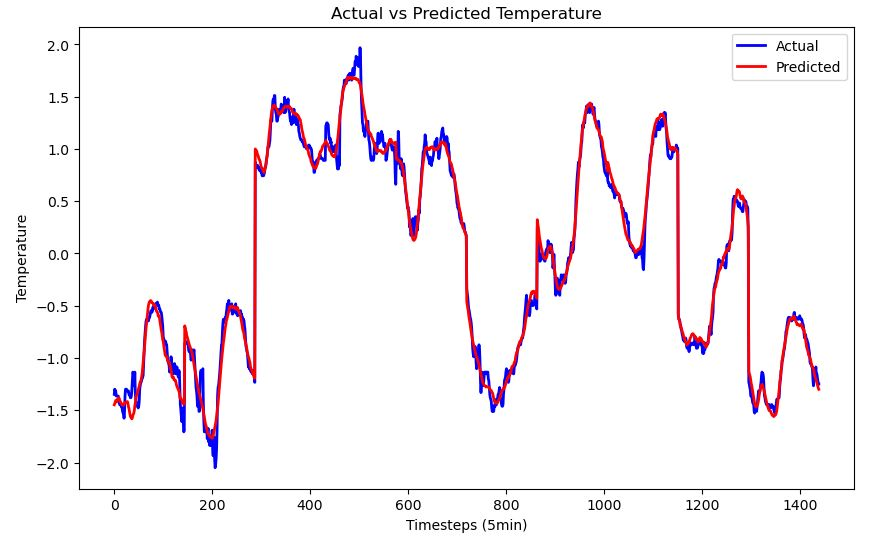 Actual vs Predicted Temperature
Actual
Predicted
2.0
1.5
1.0
0.5
0.0
−0.5
−1.0
−1.5
−2.0
Temperature
0 200 400 600 800 1000 1200 1400
Timesteps (5min)